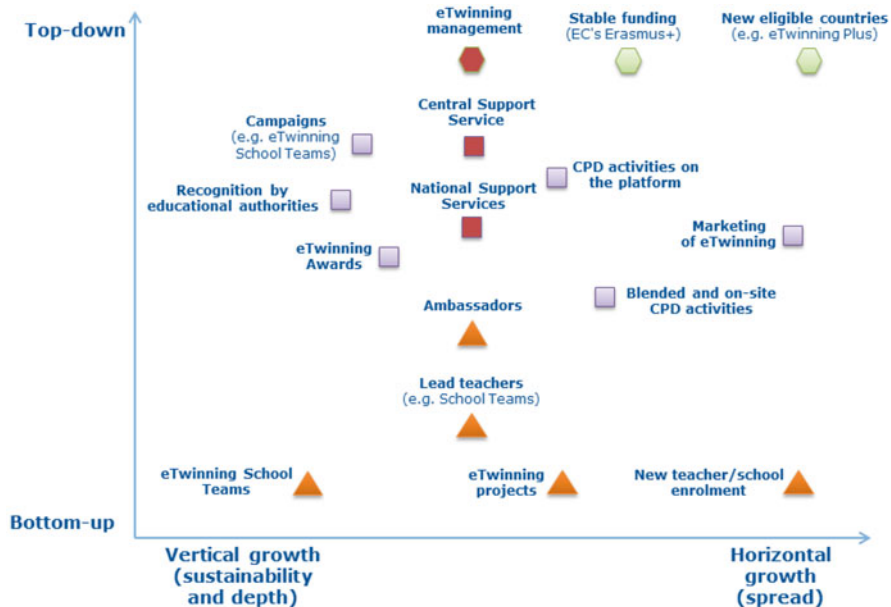 Top-down
eTwinning
management
Stable funding
(EC's Erasmus+)
New eligible countries
(e.g. eTwinning Plus)
Central Support
Service
Campaigns
(e.g. eTwinning
School Teams)
CPD activities on
the platform
Recognition by
educational authorities
National Support
Services
Marketing
of eTwinning
eTwinning
Awards
Blended and on-site
CPD activities
Ambassadors
Lead teachers
(e.g. School Teams)
eTwinning School
Teams
eTwinning
projects
New teacher/school
enrolment
Bottom-up
Vertical growth
(sustainability
and depth)
Horizontal
growth
(spread)